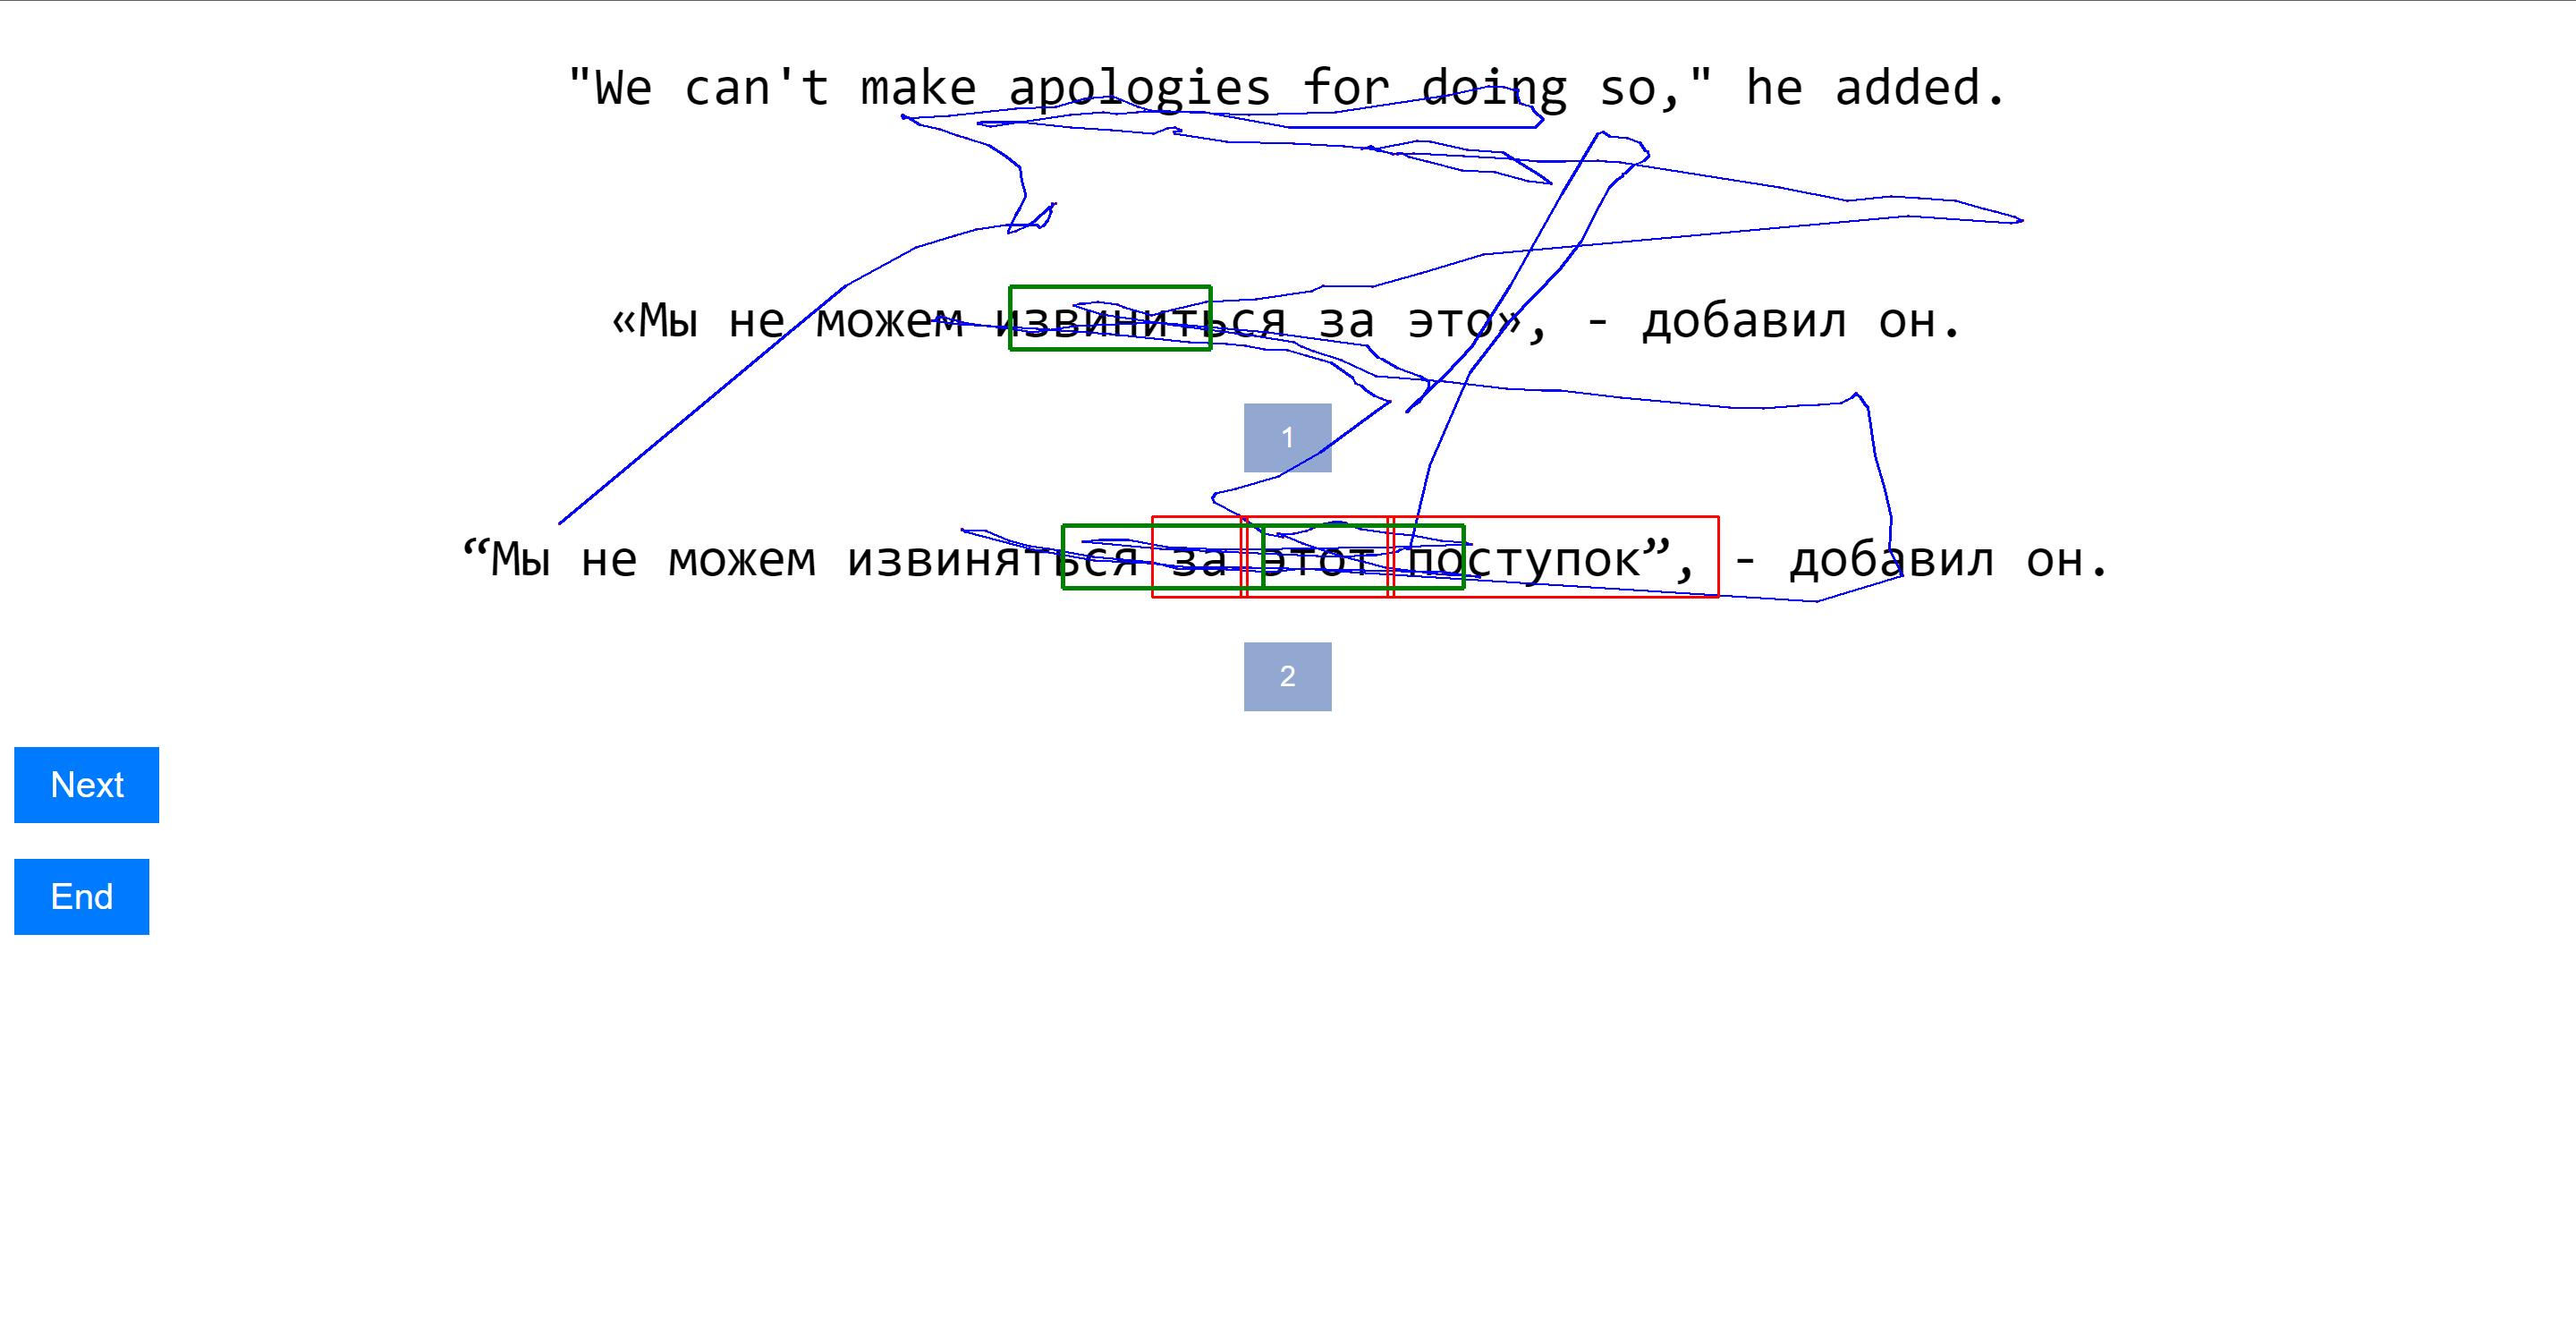 "We can't make apologies for doing so," he added.
«Мы не можем извиниться за это», - добавил он.
1
“Мы не можем извиняться за этот поступок”, - добавил он.
2
Next
End